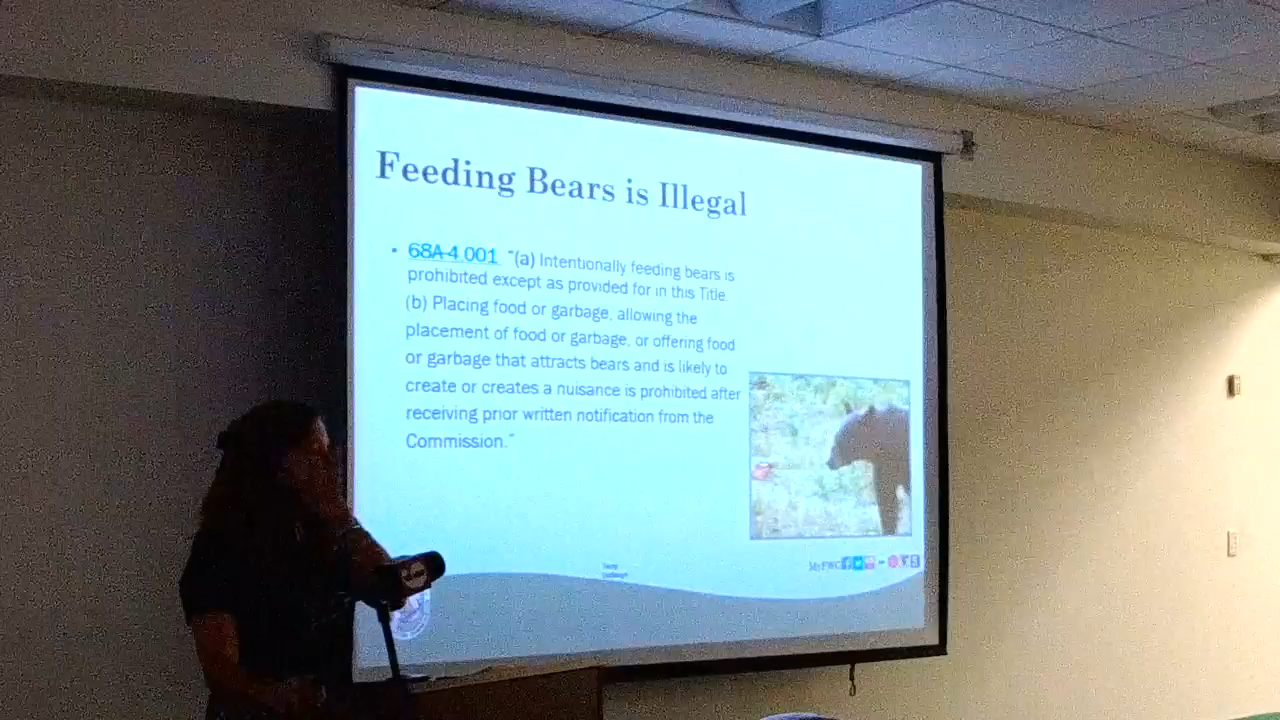 Feeding Bears is Illegal
• 68A-4.001 "(a) Intentionally feeding bears is
prohibited except as provided for in this Title.
(b) Placing food or garbage, allowing the
placement of food or garbage, or offering food
or garbage that attracts bears and is likely to
create or creates a nuisance is prohibited after
receiving prior written notification from the
Commission."
MyFWC